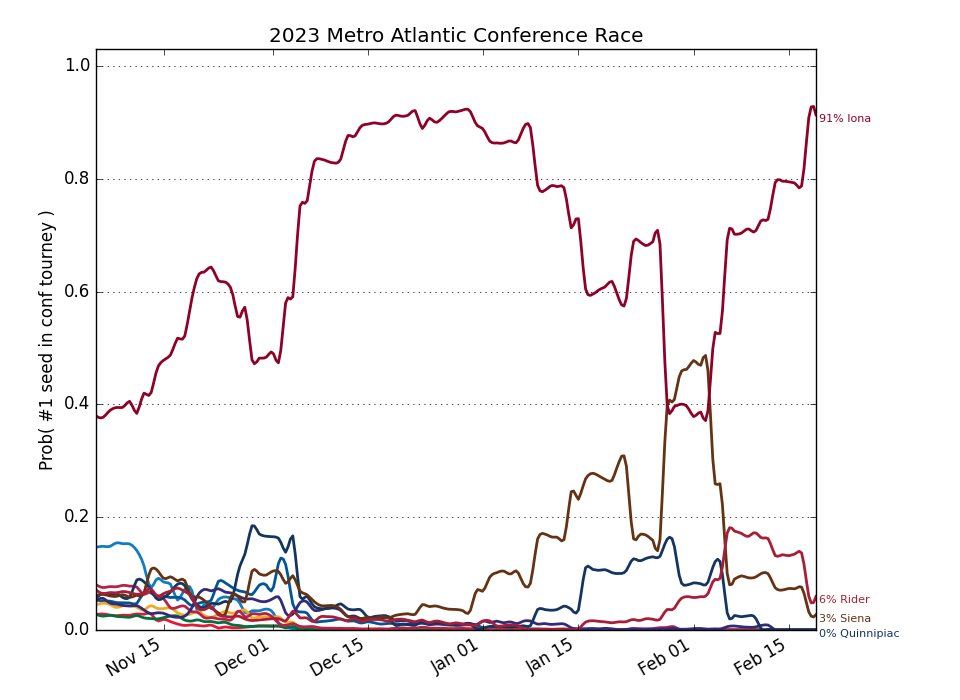 2023 Metro Atlantic Conference Race
Prob( #1 seed in conf tourney )
1.0
0.8
0.6
0.4
0.2
0.0
91% Iona
6% Rider
3% Siena
0% Quinnipiac
Nov 15
Dec 01
Dec 15
Jan 01
Jan 15
Feb 01
Feb 15